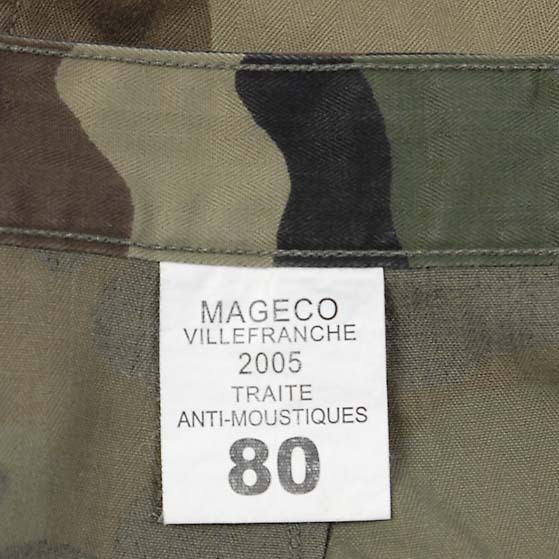 MAGECO
VILLEFRANCHE
2005
TRAITE
ANTI-MOUSTIQUES
80